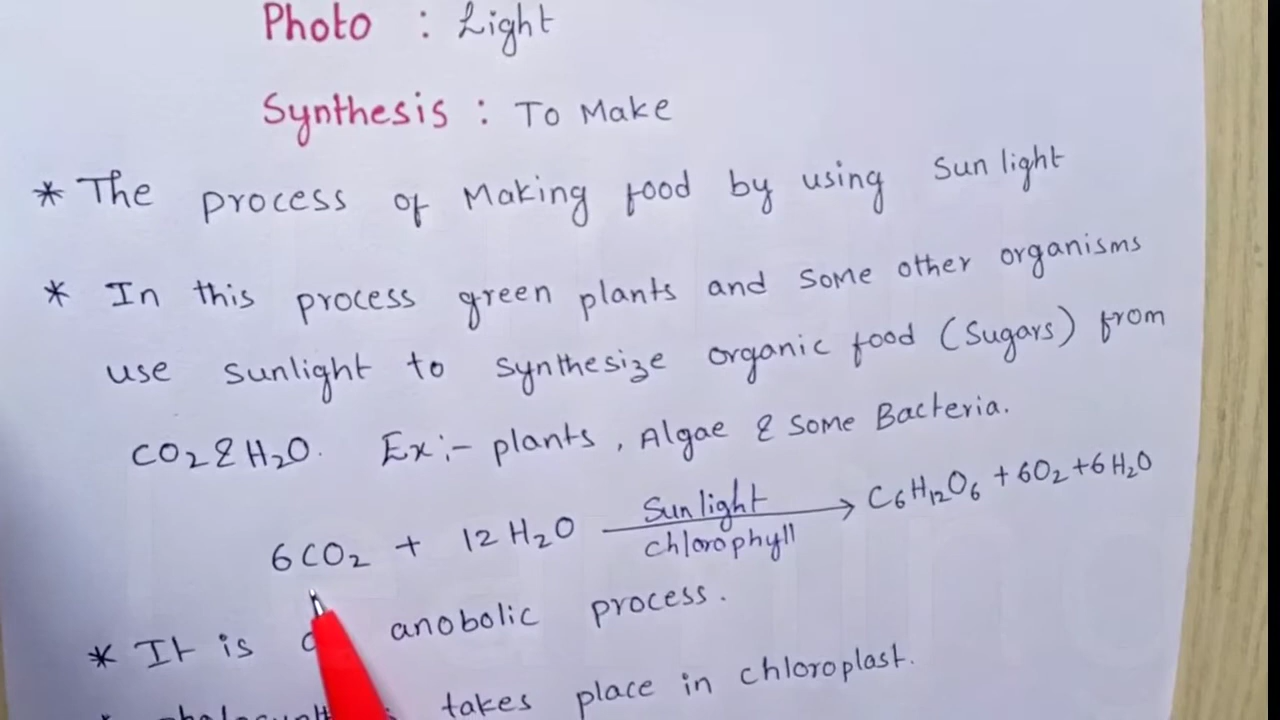 Photo : Light
Synthesis : To Make
* The process of Making food by using Sun light
* In this process green plants and some other organisms
use sunlight to synthesize organic food (Sugars) from
CO2 & H2O. Ex:- plants, Algae & Some Bacteria.
6CO2 + 12H2O Sun light chlorophyll → C6H12O6 + 6O2 + 6H2O
* It is anobolic process.
* takes place in chloroplast.